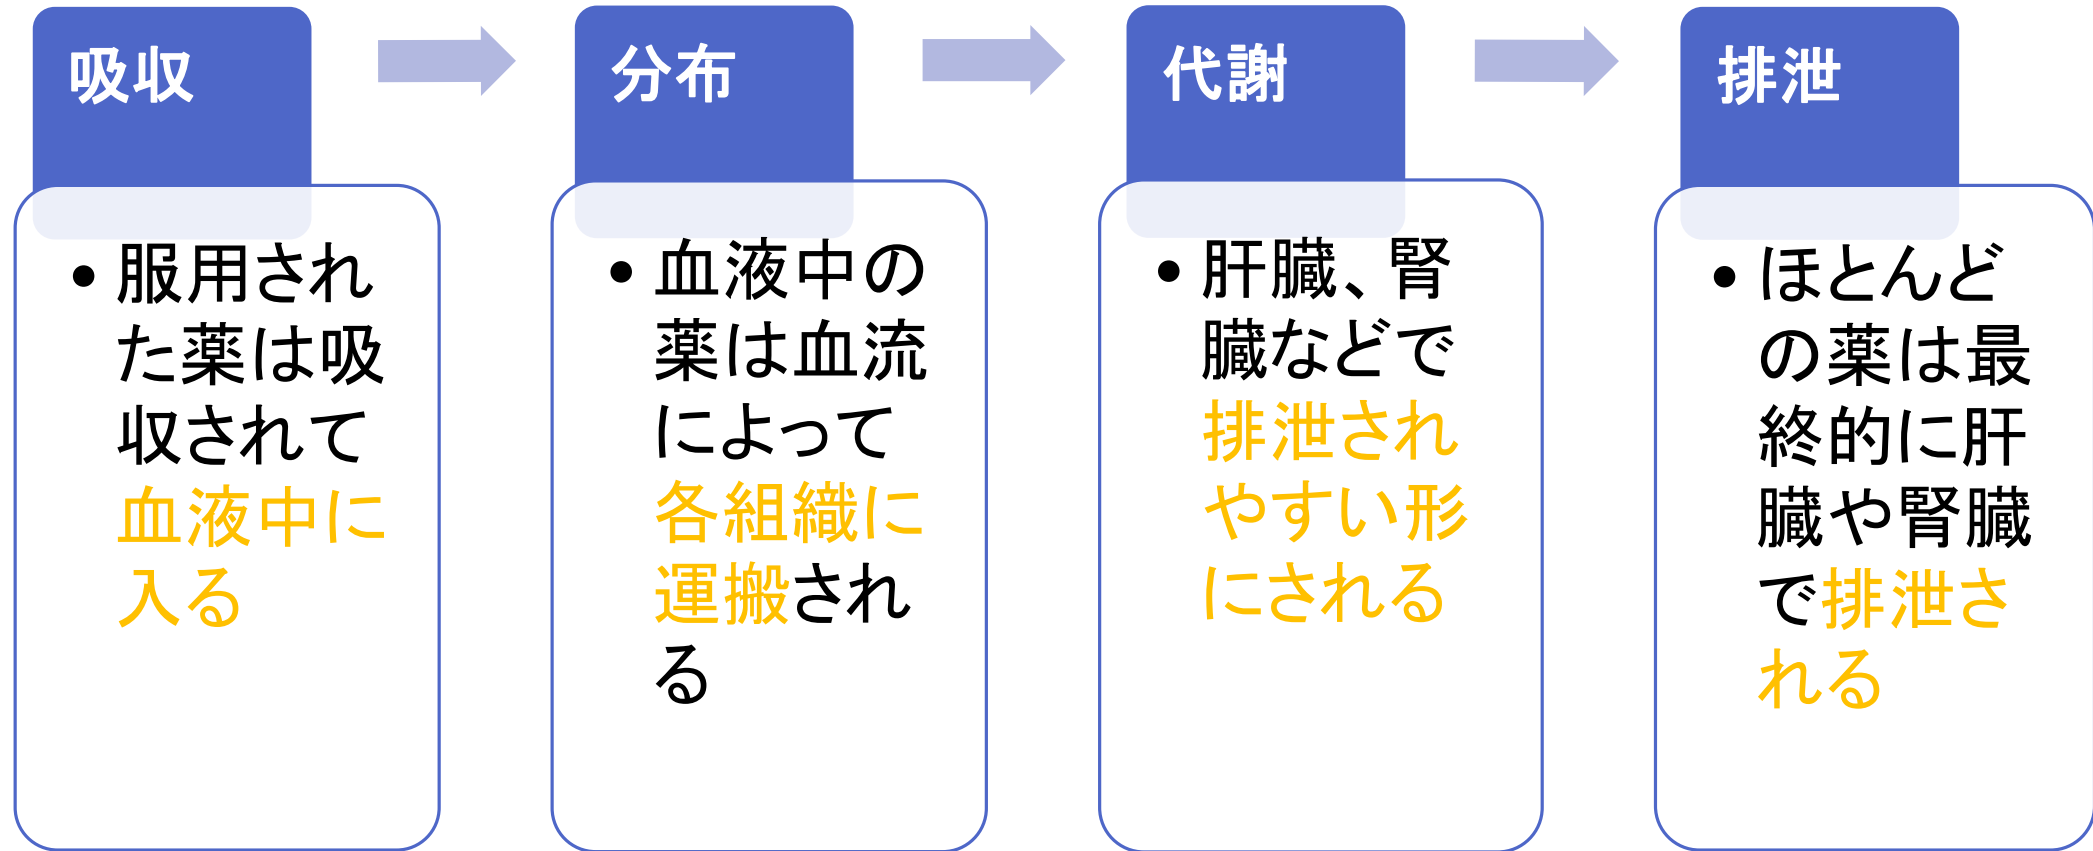 吸収
• 服用され
た薬は吸
収されて
血液中に
入る
分布
• 血液中の
薬は血流
によって
各組織に
運搬され
る
代謝
• 肝臓、腎
臓などで
排泄され
やすい形
にされる
排泄
• ほとんど
の薬は最
終的に肝
臓や腎臓
で排泄さ
れる